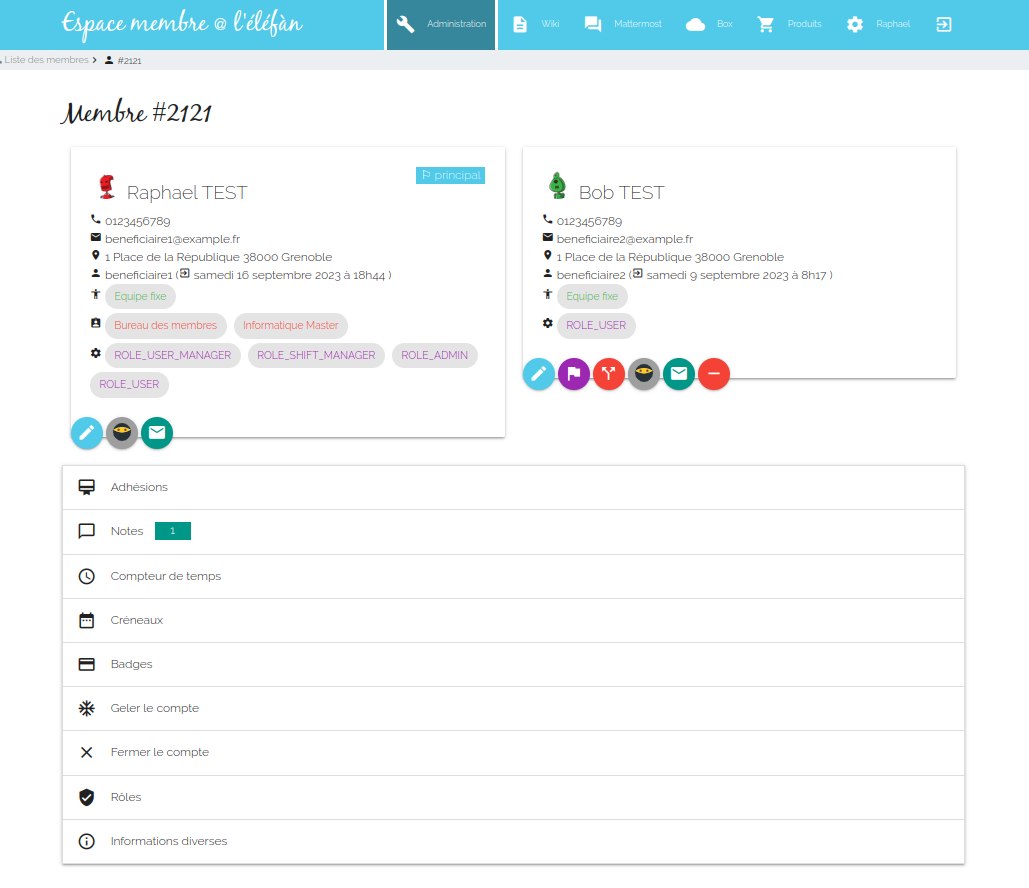 Espace membre @ l'éléfàn
Administration
Wiki
Mattermost
Box
Produits
Raphael
Liste des membres
#2121
Membre #2121
principal
Raphael TEST
0123456789
beneficiaire1@example.fr
1 Place de la République 38000 Grenoble
beneficiaire1 ( samedi 16 septembre 2023 à 18h44 )
Equipe fixe
Bureau des membres Informatique Master
ROLE_USER_MANAGER ROLE_SHIFT_MANAGER ROLE_ADMIN
ROLE_USER
Bob TEST
0123456789
beneficiaire2@example.fr
1 Place de la République 38000 Grenoble
beneficiaire2 ( samedi 9 septembre 2023 à 8h17 )
Equipe fixe
ROLE_USER
Adhésions
Notes 1
Compteur de temps
Créneaux
Badges
Geler le compte
Fermer le compte
Rôles
Informations diverses